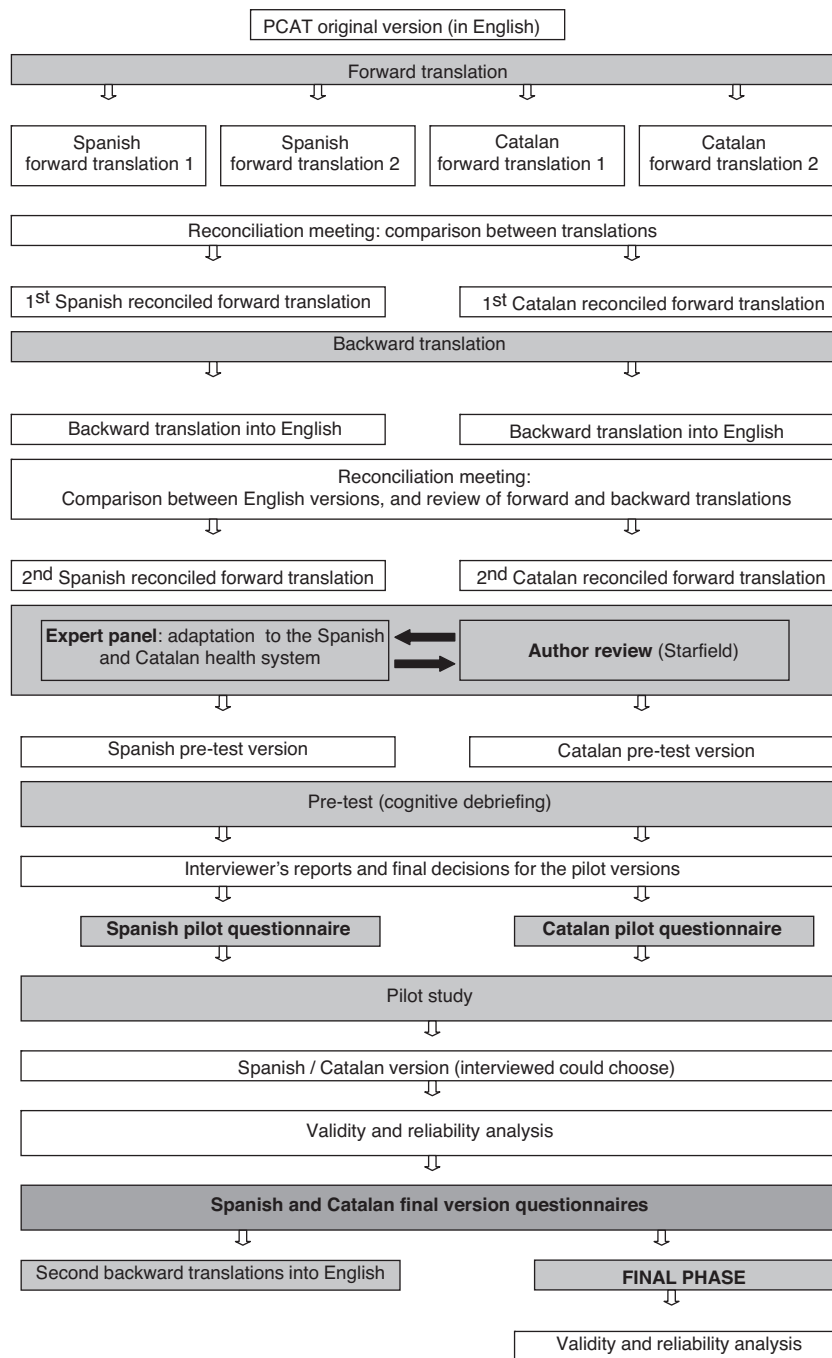 PCAT original version (in English)
Forward translation
Spanish
forward translation 1
Spanish
forward translation 2
Catalan
forward translation 1
Catalan
forward translation 2
Reconciliation meeting: comparison between translations
1st Spanish reconciled forward translation
1st Catalan reconciled forward translation
Backward translation
Backward translation into English
Backward translation into English
Reconciliation meeting:
Comparison between English versions, and review of forward and backward translations
2nd Spanish reconciled forward translation
2nd Catalan reconciled forward translation
Expert panel: adaptation to the Spanish
and Catalan health system
Author review (Starfield)
Spanish pre-test version
Catalan pre-test version
Pre-test (cognitive debriefing)
Interviewer's reports and final decisions for the pilot versions
Spanish pilot questionnaire
Catalan pilot questionnaire
Pilot study
Spanish / Catalan version (interviewed could choose)
Validity and reliability analysis
Spanish and Catalan final version questionnaires
Second backward translations into English
FINAL PHASE
Validity and reliability analysis